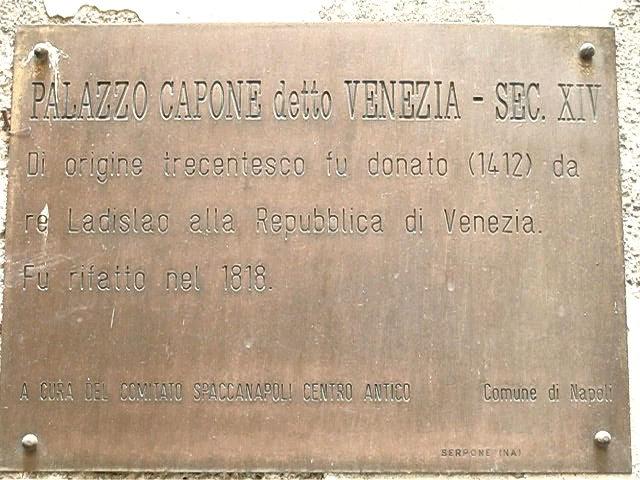 PALAZZO CAPONE detto VENEZIA - SEC. XIV
Di origine trecentesco fu donato (1412) da
re Ladislao alla Repubblica di Venezia.
Fu rifatto nel 1818.
A CURA DEL COMITATO SPACCANAPOLI CENTRO ANTICO Comune di Napoli
SERPONE (NA)